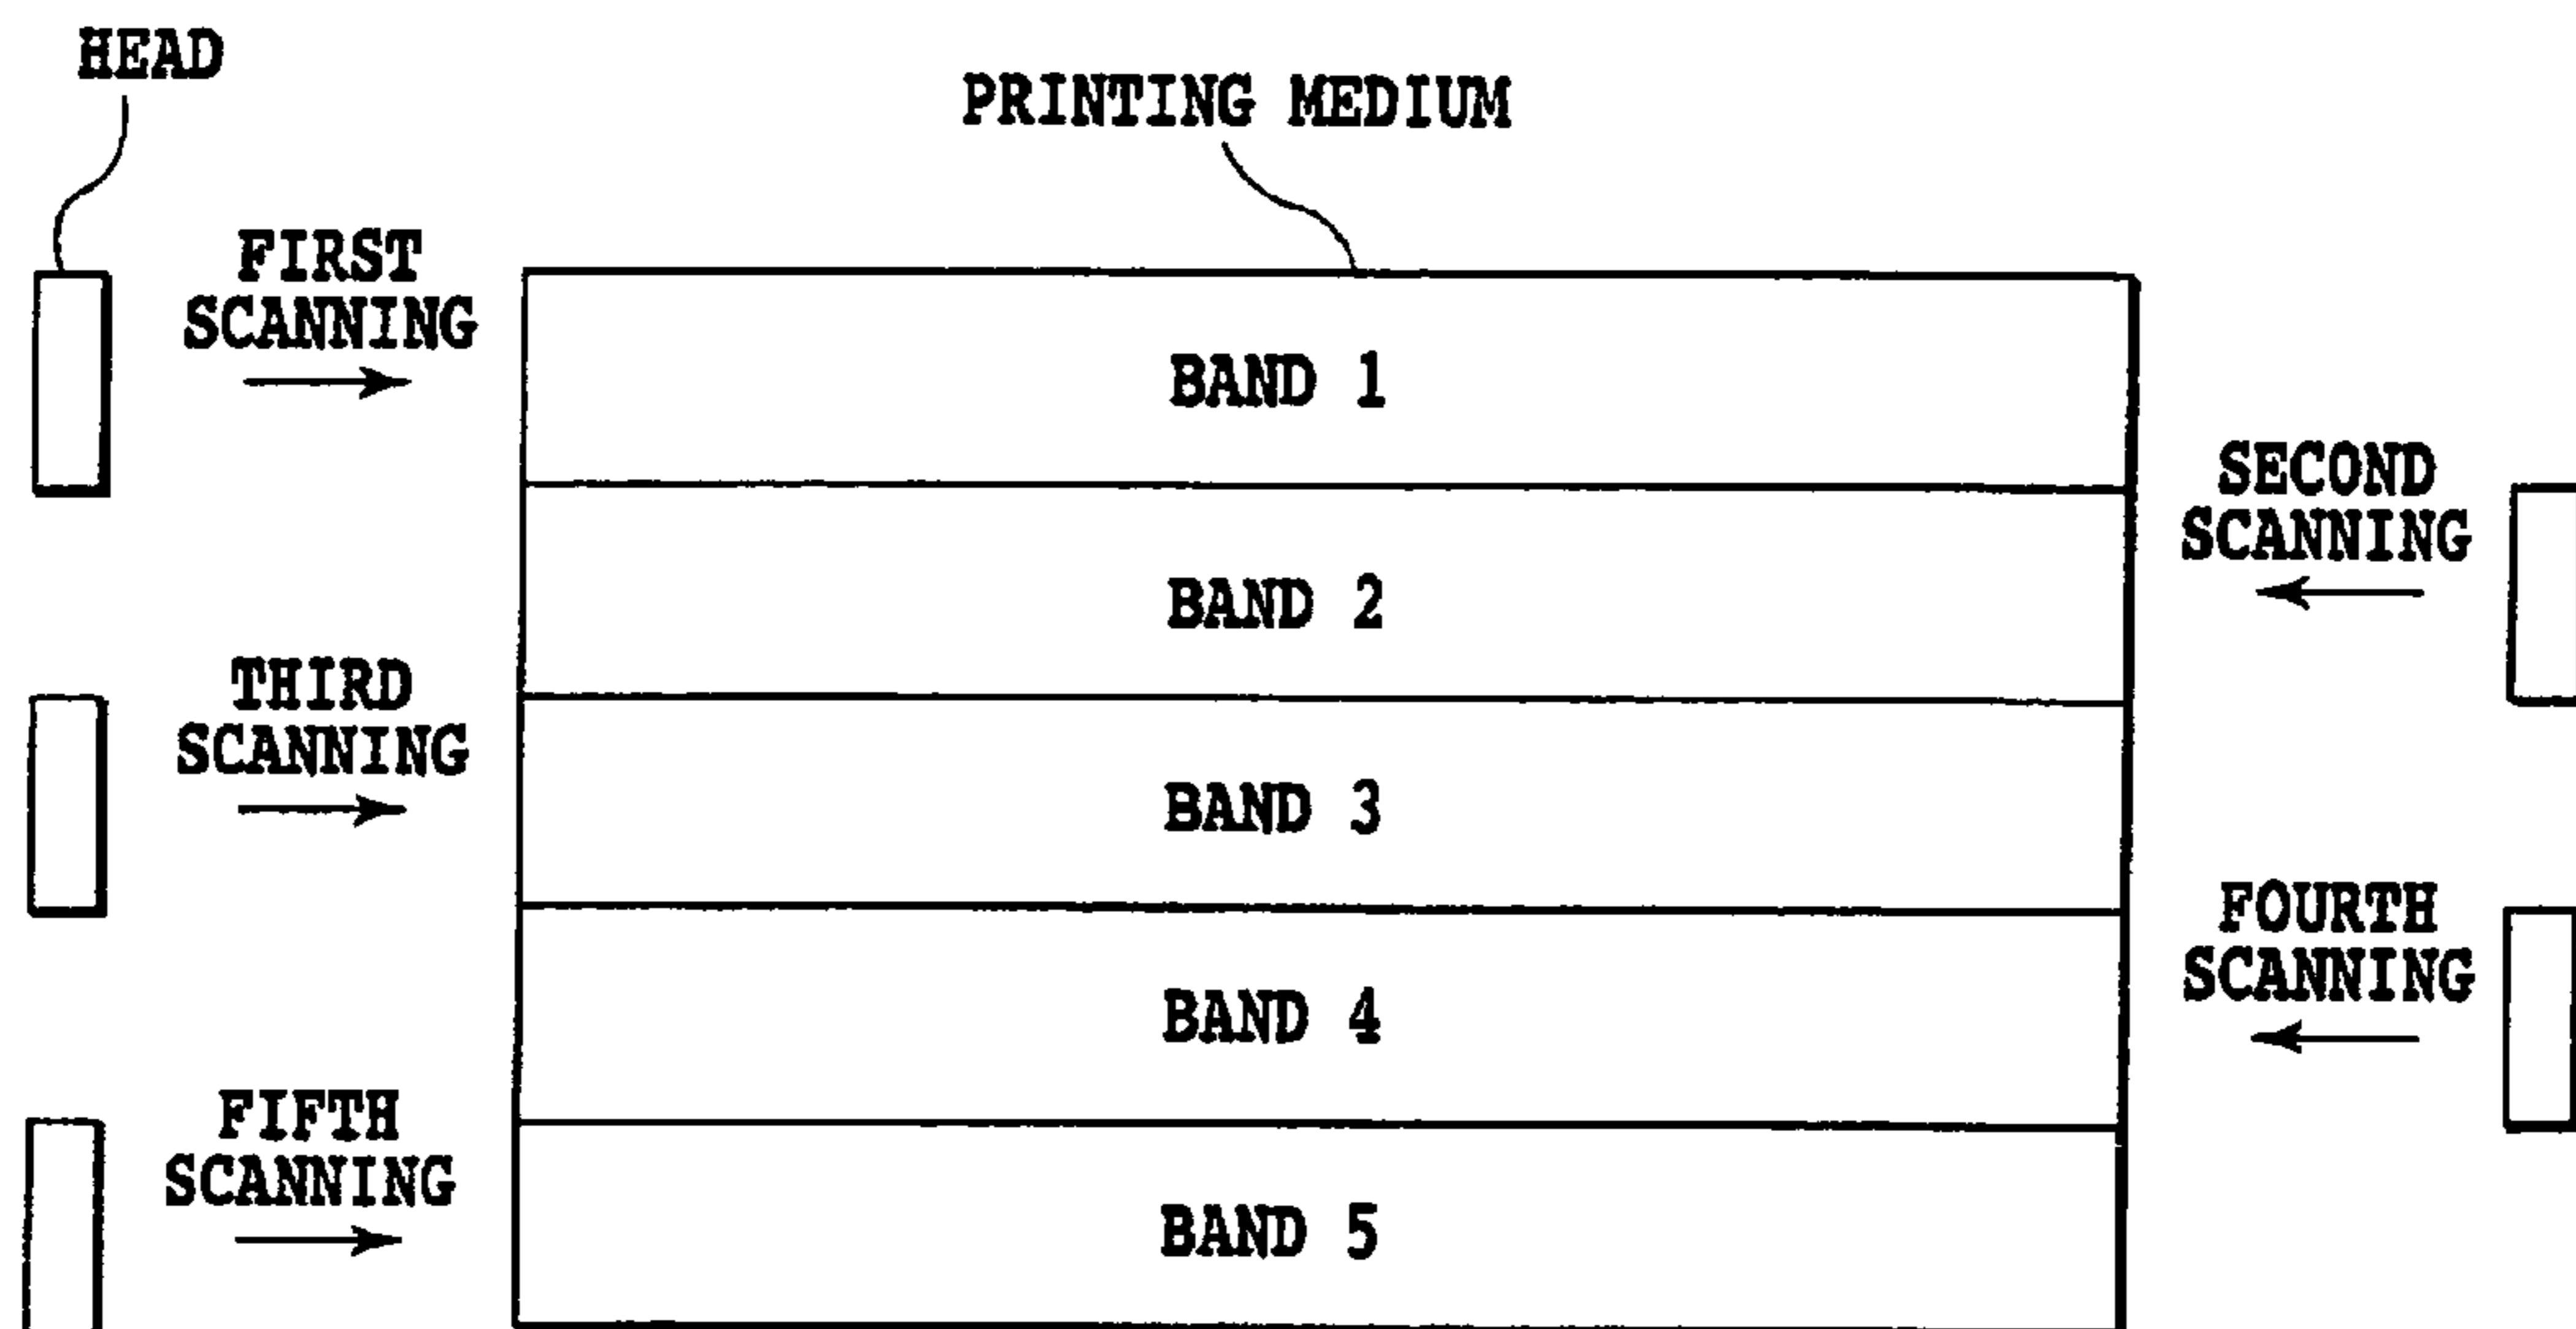 HEAD
PRINTING MEDIUM
FIRST
SCANNING
BAND 1
SECOND
SCANNING
BAND 2
THIRD
SCANNING
BAND 3
FOURTH
SCANNING
BAND 4
FIFTH
SCANNING
BAND 5